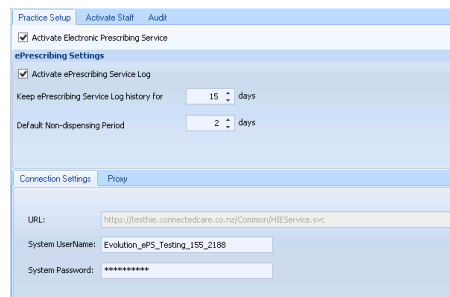 Practice Setup Activate Staff Audit
Activate Electronic Prescribing Service
ePrescribing Settings
Activate ePrescribing Service Log
Keep ePrescribing Service Log history for 15 days
Default Non-dispensing Period 2 days
Connection Settings Proxy
URL: https://testhie.connectedcare.co.nz/Common/HIEService.svc
System UserName: Evolution_ePS_Testing_155_2188
System Password: **********